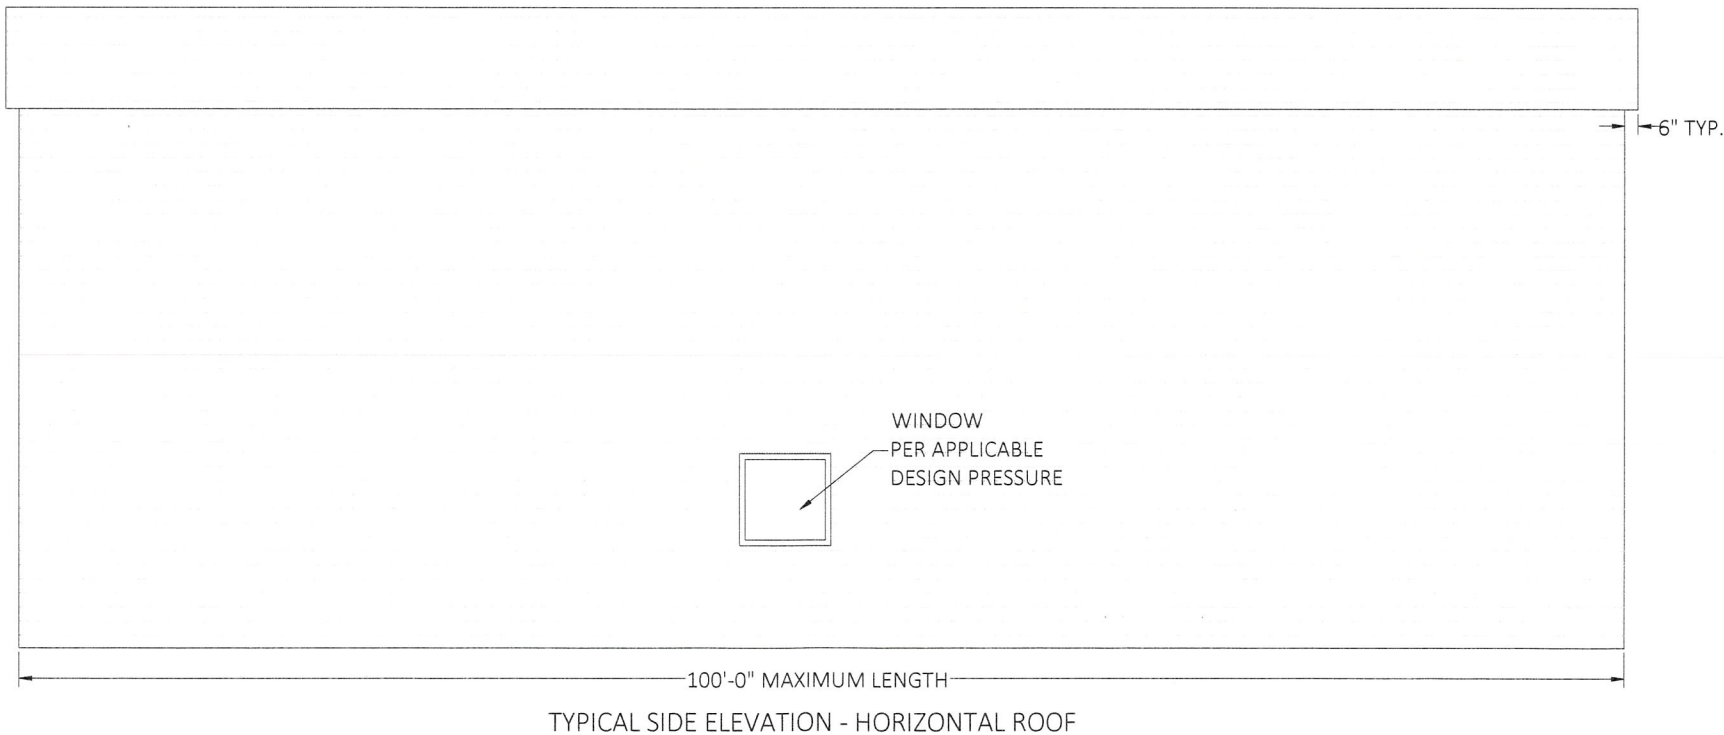 6" TYP.
WINDOW
PER APPLICABLE
DESIGN PRESSURE
100'-0" MAXIMUM LENGTH
TYPICAL SIDE ELEVATION - HORIZONTAL ROOF